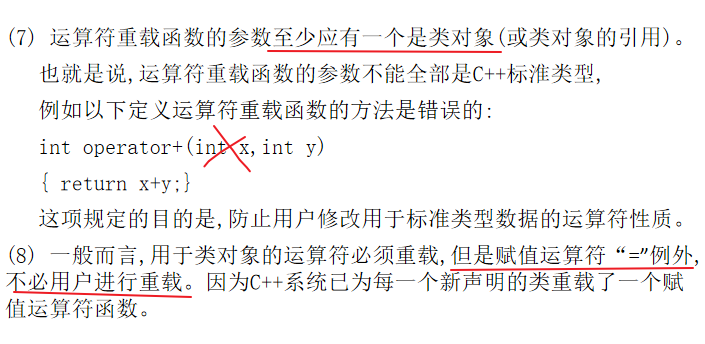 (7) 运算符重载函数的参数至少应有一个是类对象(或类对象的引用)。
也就是说,运算符重载函数的参数不能全部是C++标准类型,
例如以下定义运算符重载函数的方法是错误的:
int operator+(int x,int y)
{ return x+y;}
这项规定的目的是,防止用户修改用于标准类型数据的运算符性质。
(8) 一般而言,用于类对象的运算符必须重载,但是赋值运算符“=”例外,
不必用户进行重载。因为C++系统已为每一个新声明的类重载了一个赋
值运算符函数。